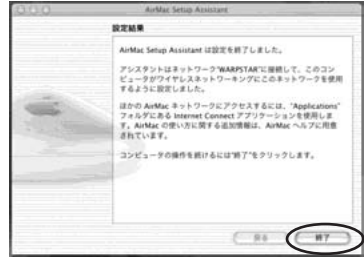 AirMac Setup Assistant
設定結果
AirMac Setup Assistant は設定を終了しました。
アシスタントはネットワーク"WARPSTAR"に接続して、このコン
ピュータがワイヤレスネットワーキングにこのネットワークを使用
するように設定しました。
ほかの AirMac ネットワークにアクセスするには、"Applications"
フォルダにある Internet Connect アプリケーションを使用しま
す。AirMac の使い方に関する追加情報は、AirMac ヘルプに用意
されています。
コンピュータの操作を続けるには"終了"をクリックします。
戻る
終了